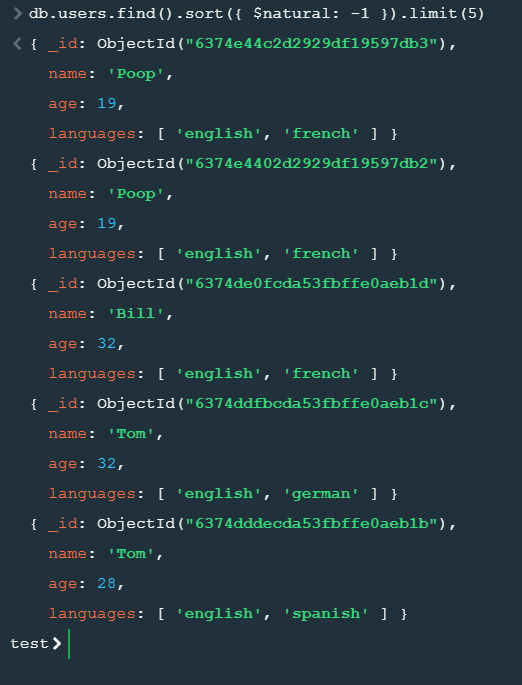 > db.users.find().sort({ $natural: -1 }).limit(5)
< { _id: ObjectId("6374e44c2d2929df19597db3"),
name: 'Poop',
age: 19,
languages: [ 'english', 'french' ] }
{ _id: ObjectId("6374e4402d2929df19597db2"),
name: 'Poop',
age: 19,
languages: [ 'english', 'french' ] }
{ _id: ObjectId("6374de0fcda53fbffe0aeb1d"),
name: 'Bill',
age: 32,
languages: [ 'english', 'french' ] }
{ _id: ObjectId("6374ddfbcda53fbffe0aeb1c"),
name: 'Tom',
age: 32,
languages: [ 'english', 'german' ] }
{ _id: ObjectId("6374dddecda53fbffe0aeb1b"),
name: 'Tom',
age: 28,
languages: [ 'english', 'spanish' ] }
test>